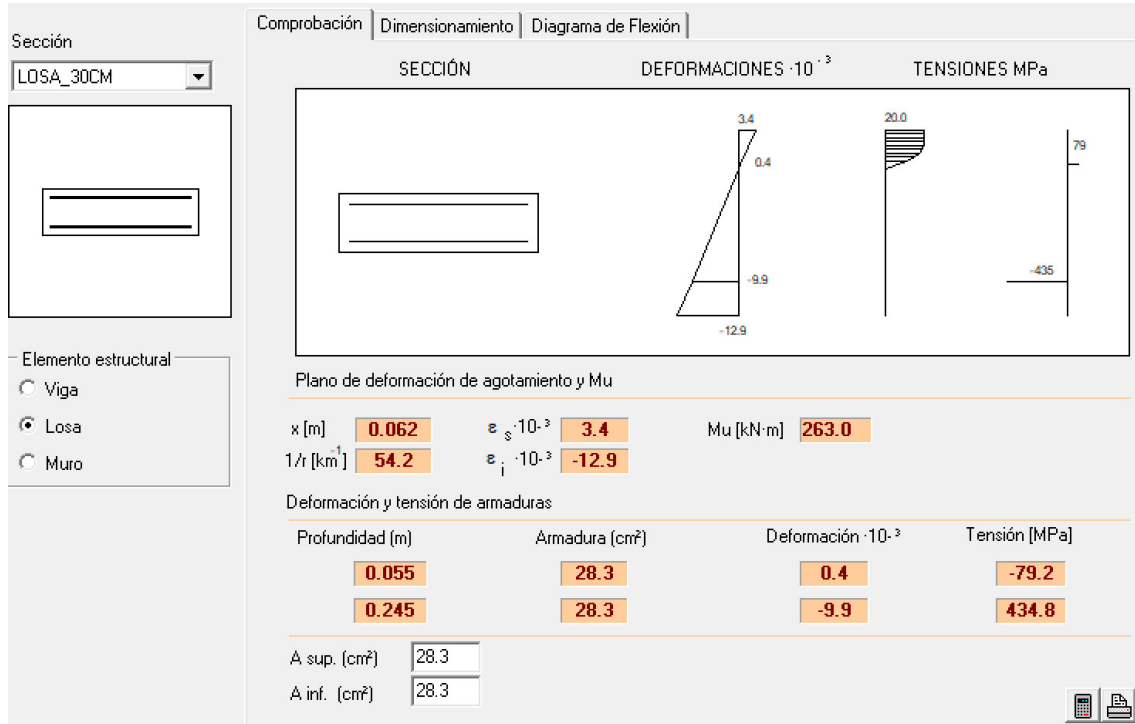 Comprobación
Dimensionamiento
Diagrama de Flexión
Sección
LOSA_30CM
SECCIÓN
DEFORMACIONES ·10⁻³
TENSIONES MPa
3.4
0.4
-9.9
-12.9
20.0
79
-435
Elemento estructural
Viga
Losa
Muro
Plano de deformación de agotamiento y Mu
x [m] 0.062 ε s ·10-³ 3.4 Mu [kN·m] 263.0
1/r [km⁻¹] 54.2 ε i ·10-³ -12.9
Deformación y tensión de armaduras
Profundidad (m) Armadura (cm²) Deformación ·10-³ Tensión [MPa]
0.055 28.3 0.4 -79.2
0.245 28.3 -9.9 434.8
A sup. (cm²) 28.3
A inf. (cm²) 28.3